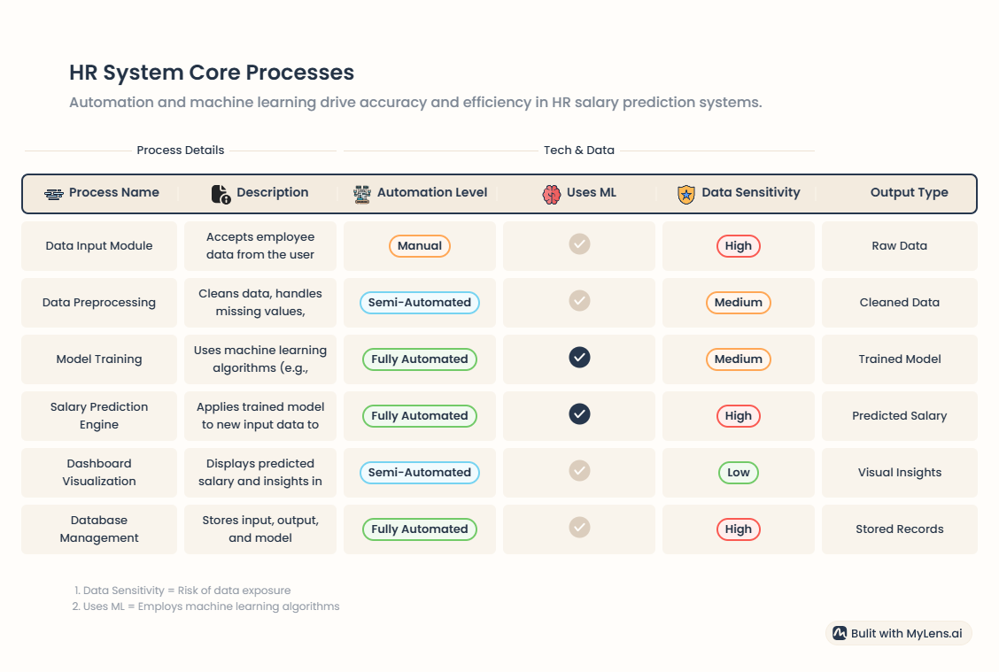 HR System Core Processes
Automation and machine learning drive accuracy and efficiency in HR salary prediction systems.
Process Details
Tech & Data
Process Name
Description
Automation Level
Uses ML
Data Sensitivity
Output Type
Data Input Module
Accepts employee
data from the user
Manual
High
Raw Data
Data Preprocessing
Cleans data, handles
missing values,
Semi-Automated
Medium
Cleaned Data
Model Training
Uses machine learning
algorithms (e.g.,
Fully Automated
Medium
Trained Model
Salary Prediction
Engine
Applies trained model
to new input data to
Fully Automated
High
Predicted Salary
Dashboard
Visualization
Displays predicted
salary and insights in
Semi-Automated
Low
Visual Insights
Database
Management
Stores input, output,
and model
Fully Automated
High
Stored Records
1. Data Sensitivity = Risk of data exposure
2. Uses ML = Employs machine learning algorithms
Bulit with MyLens.ai